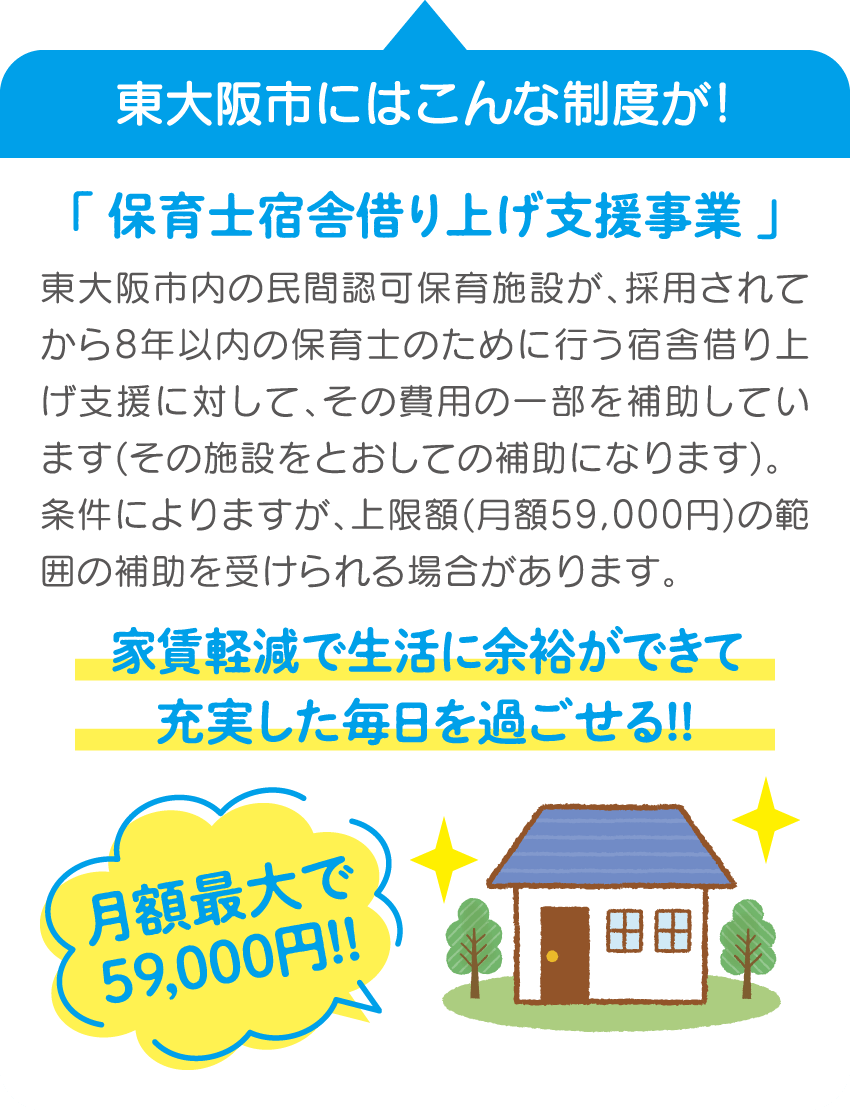 東大阪市にはこんな制度が!
「 保育士宿舎借り上げ支援事業 」
東大阪市内の民間認可保育施設が、採用されて
から8年以内の保育士のために行う宿舎借り上
げ支援に対して、その費用の一部を補助してい
ます(その施設をとおしての補助になります)。
条件によりますが、上限額(月額59,000円)の範
囲の補助を受けられる場合があります。
家賃軽減で生活に余裕ができて
充実した毎日を過ごせる!!
月額最大で
59,000円!!